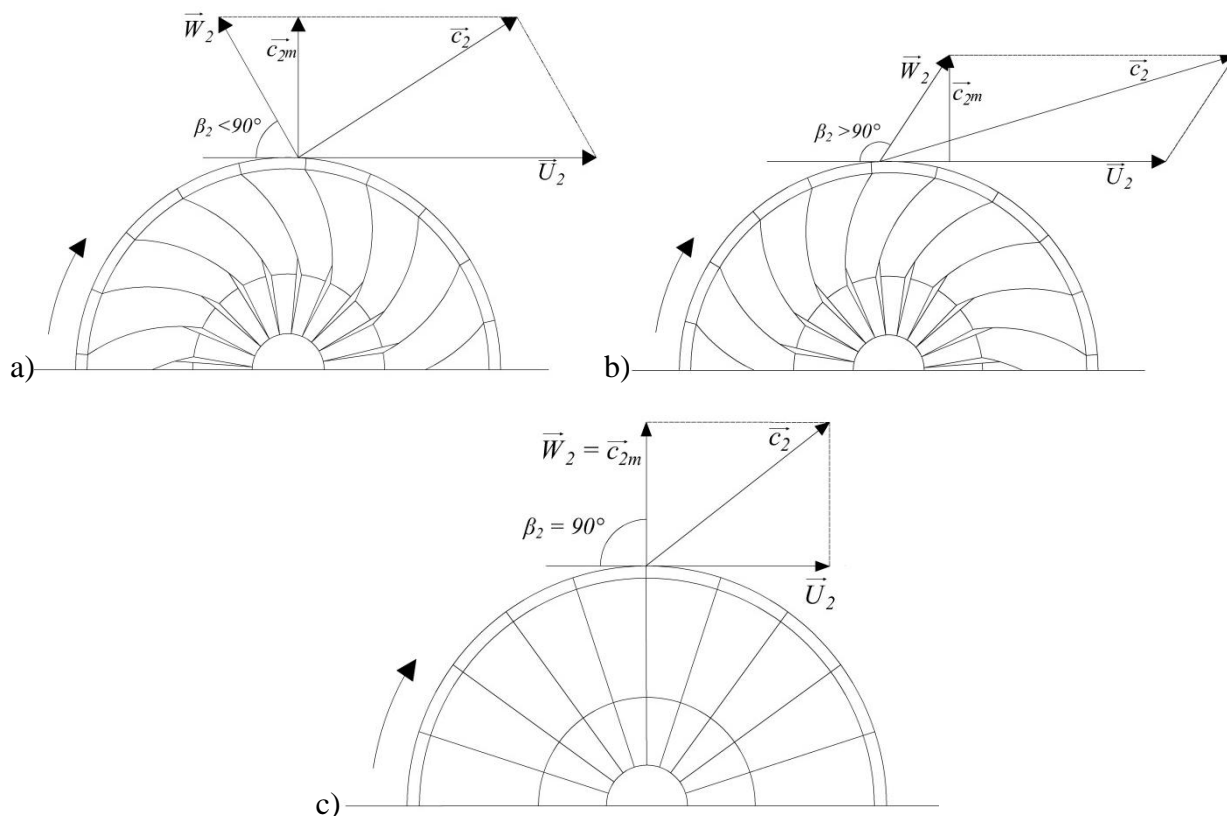 W₂ c₂m c₂
β₂ <90°
U₂
a)
W₂ c₂
c₂m
β₂ >90°
U₂
b)
W₂ = c₂m c₂
β₂ = 90°
U₂
c)